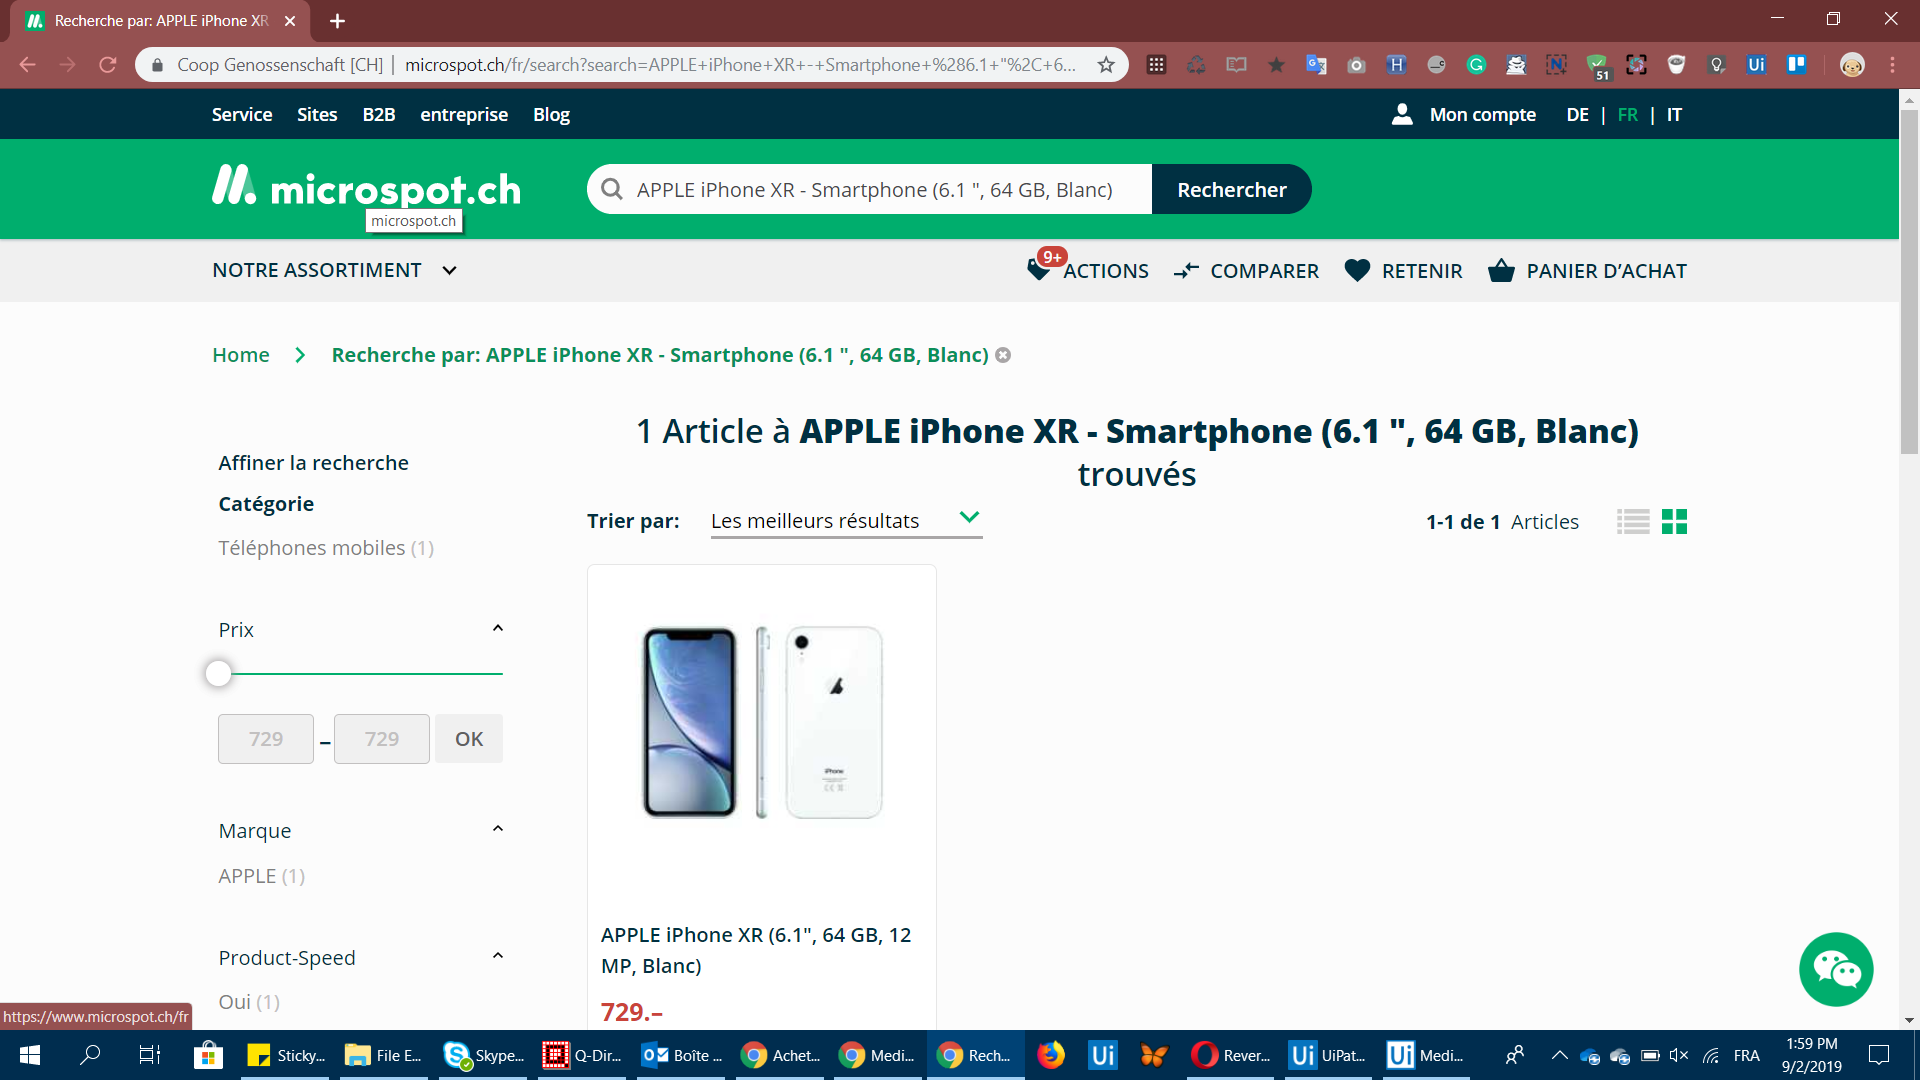 Recherche par: APPLE iPhone XR
Coop Genossenschaft [CH] | microspot.ch/fr/search?search=APPLE+iPhone+XR+-+Smartphone+%286.1+"%2C+6...
51
Service Sites B2B entreprise Blog
Mon compte DE | FR | IT
microspot.ch
APPLE iPhone XR - Smartphone (6.1 ", 64 GB, Blanc)
Rechercher
microspot.ch
NOTRE ASSORTIMENT
9+
ACTIONS COMPARER RETENIR PANIER D’ACHAT
Home > Recherche par: APPLE iPhone XR - Smartphone (6.1 ", 64 GB, Blanc)
1 Article à APPLE iPhone XR - Smartphone (6.1 ", 64 GB, Blanc)
trouvés
Affiner la recherche
Catégorie
Téléphones mobiles (1)
Trier par: Les meilleurs résultats
1-1 de 1 Articles
Prix
729 – 729 OK
Marque
APPLE (1)
Product-Speed
Oui (1)
iPhone
APPLE iPhone XR (6.1", 64 GB, 12
MP, Blanc)
729.–
https://www.microspot.ch/fr
Sticky... File E... Skype... Q-Dir... Boîte ... Achet... Medi... Rech... Ui Rever... Ui UiPat... Ui Medi... FRA
1:59 PM
9/2/2019